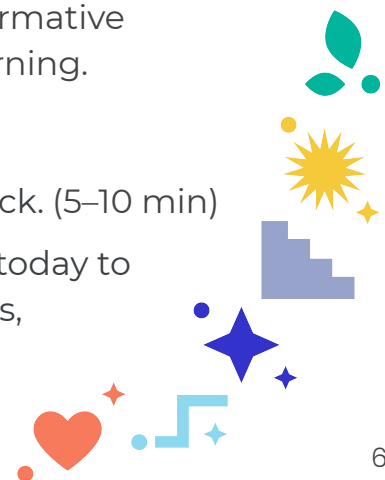 rmative
rning.
ck. (5–10 min)
today to
s,
6